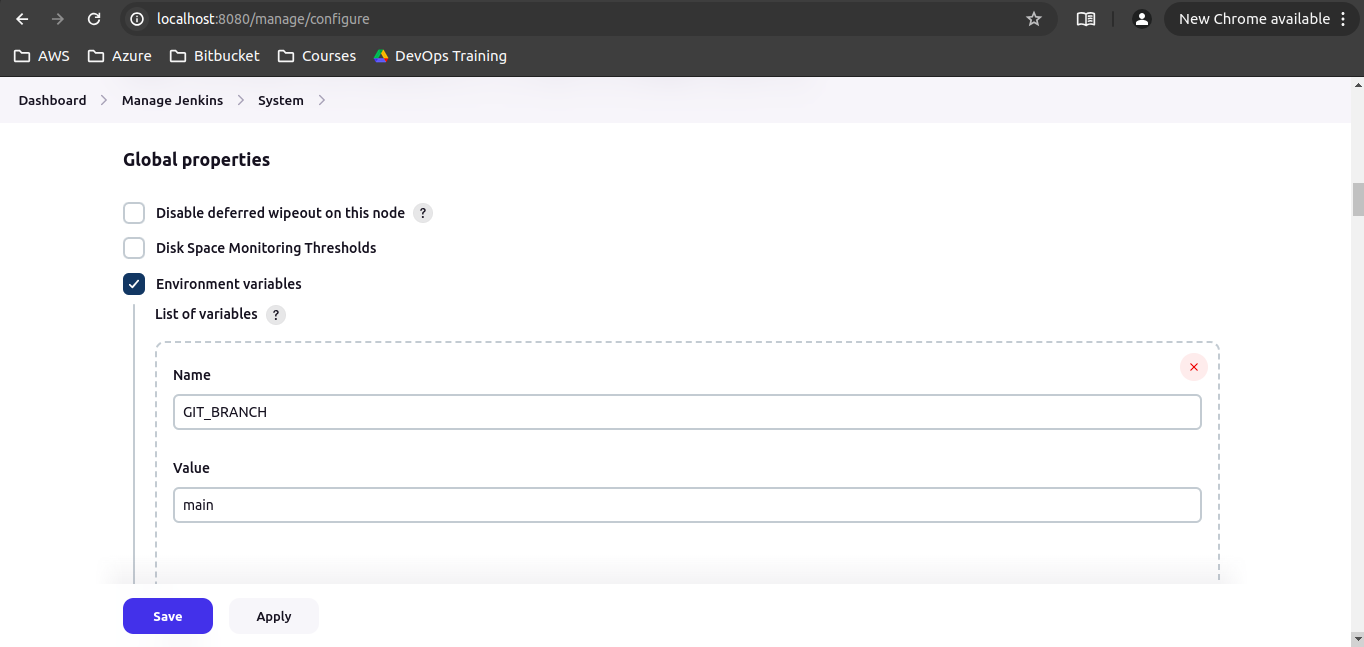 localhost:8080/manage/configure
New Chrome available
AWS
Azure
Bitbucket
Courses
DevOps Training
Dashboard
Manage Jenkins
System
Global properties
Disable deferred wipeout on this node ?
Disk Space Monitoring Thresholds
Environment variables
List of variables ?
Name
GIT_BRANCH
Value
main
Save
Apply